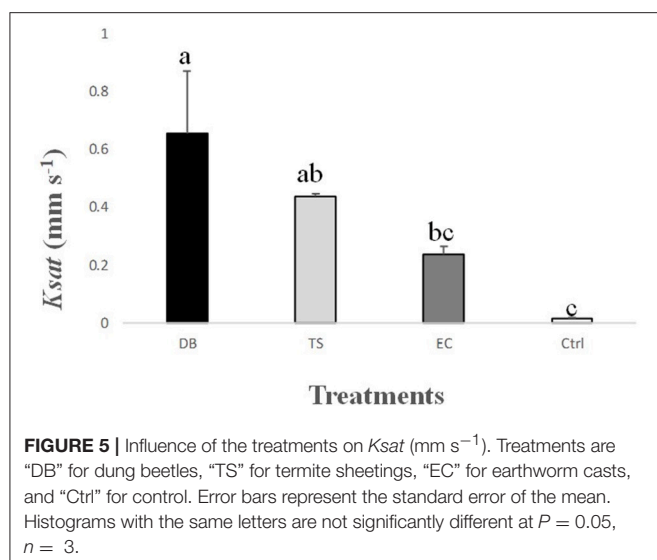 1
a
0.8
ab
0.6
Ksat (mm s⁻¹)
0.4
bc
0.2
c
0
DB TS EC Ctrl
Treatments
FIGURE 5 | Influence of the treatments on Ksat (mm s⁻¹). Treatments are
“DB” for dung beetles, “TS” for termite sheetings, “EC” for earthworm casts,
and “Ctrl” for control. Error bars represent the standard error of the mean.
Histograms with the same letters are not significantly different at P = 0.05,
n = 3.